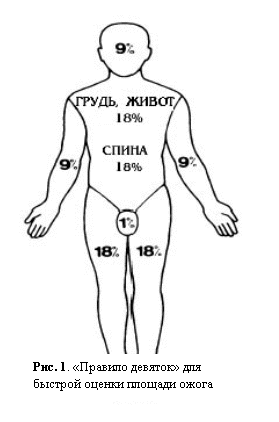 9%
ГРУДЬ, ЖИВОТ
18%
СПИНА
18%
9%
9%
1%
18%
18%
Рис. 1. «Правило девяток» для
быстрой оценки площади ожога